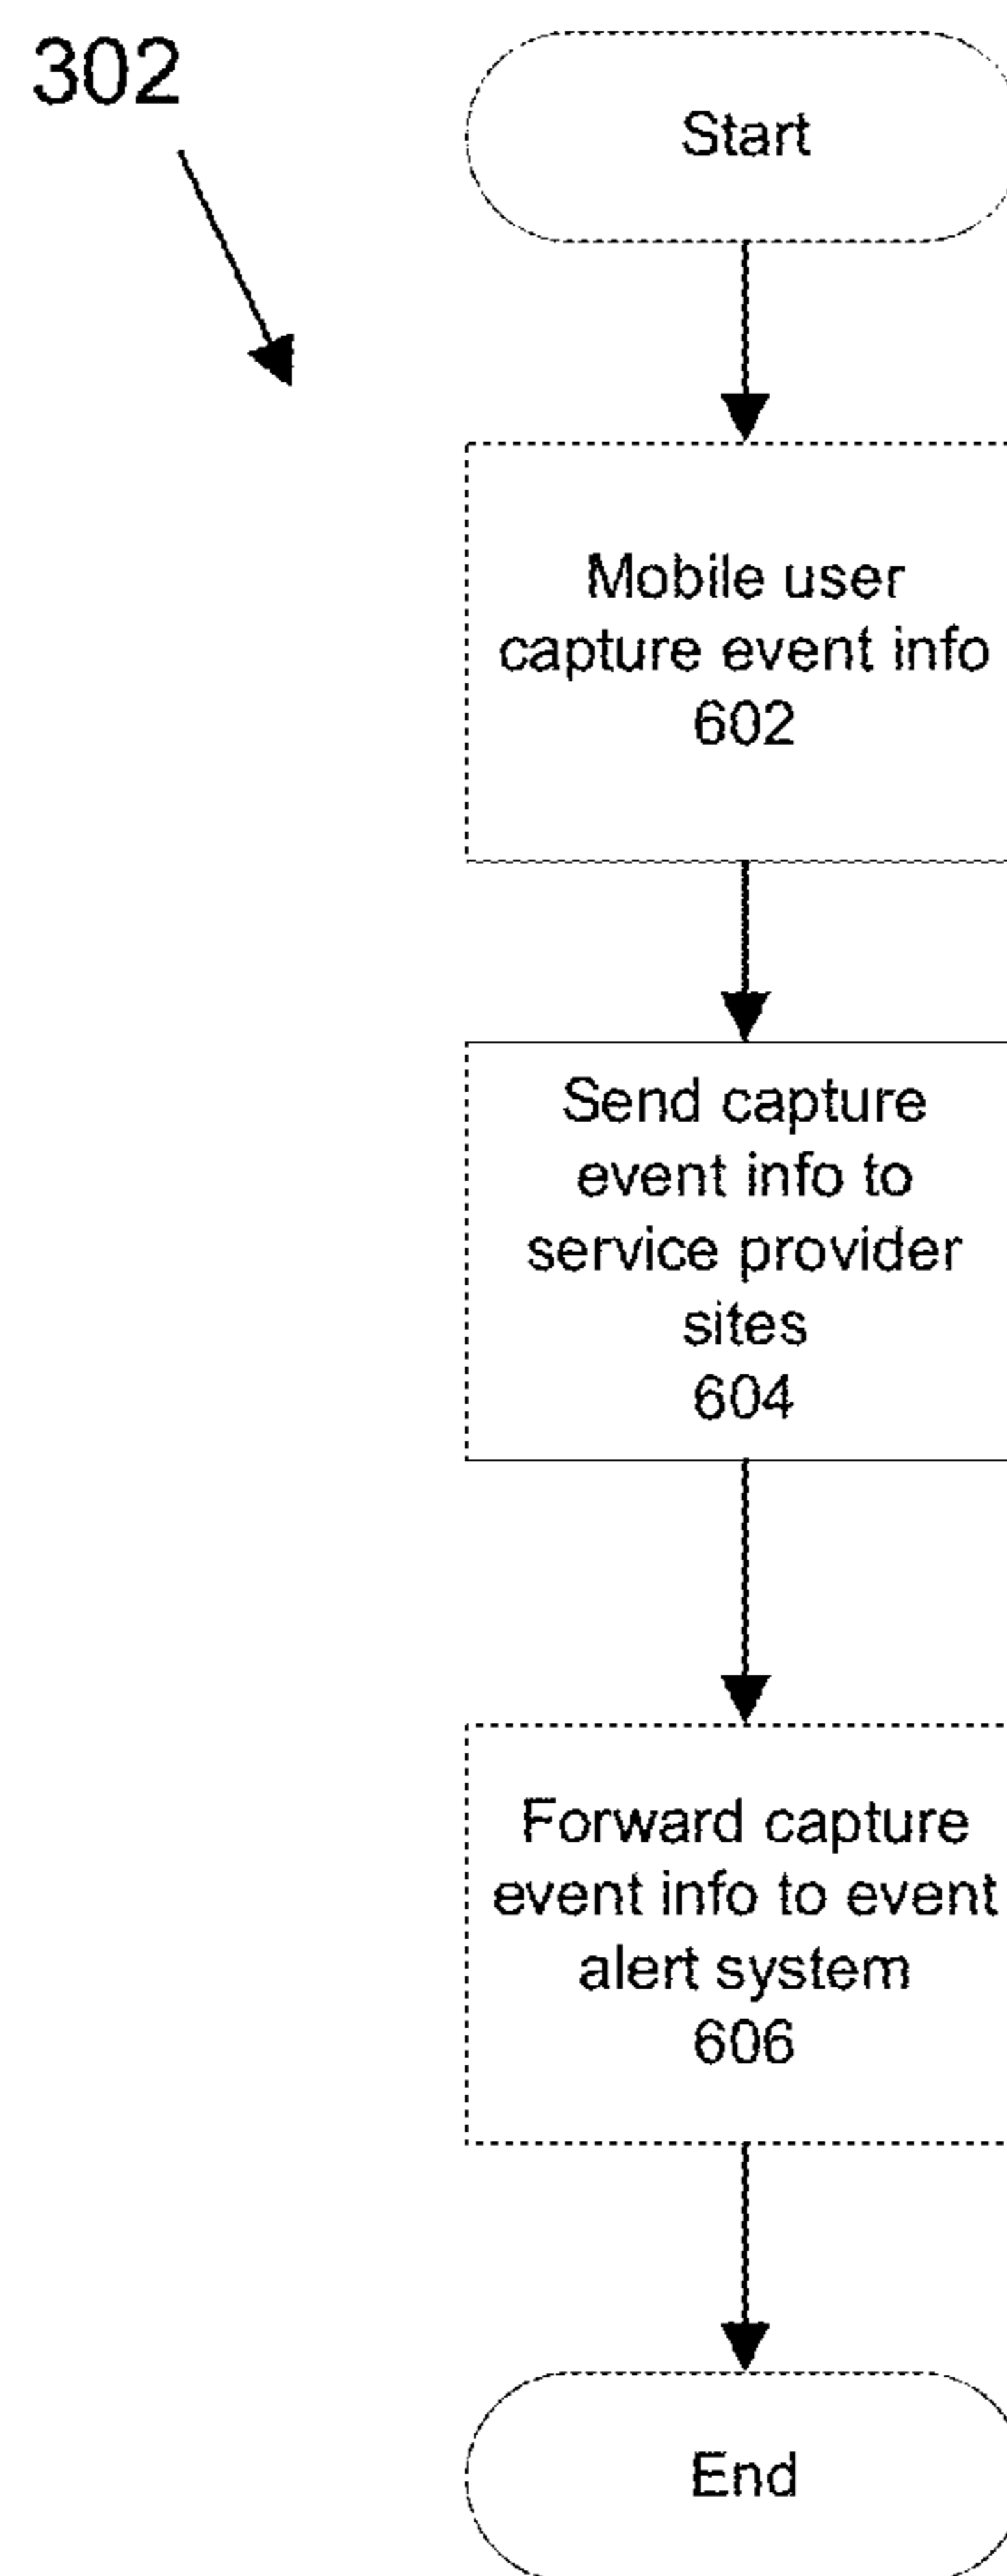 302
Start
Mobile user
capture event info
602
Send capture
event info to
service provider
sites
604
Forward capture
event info to event
alert system
606
End